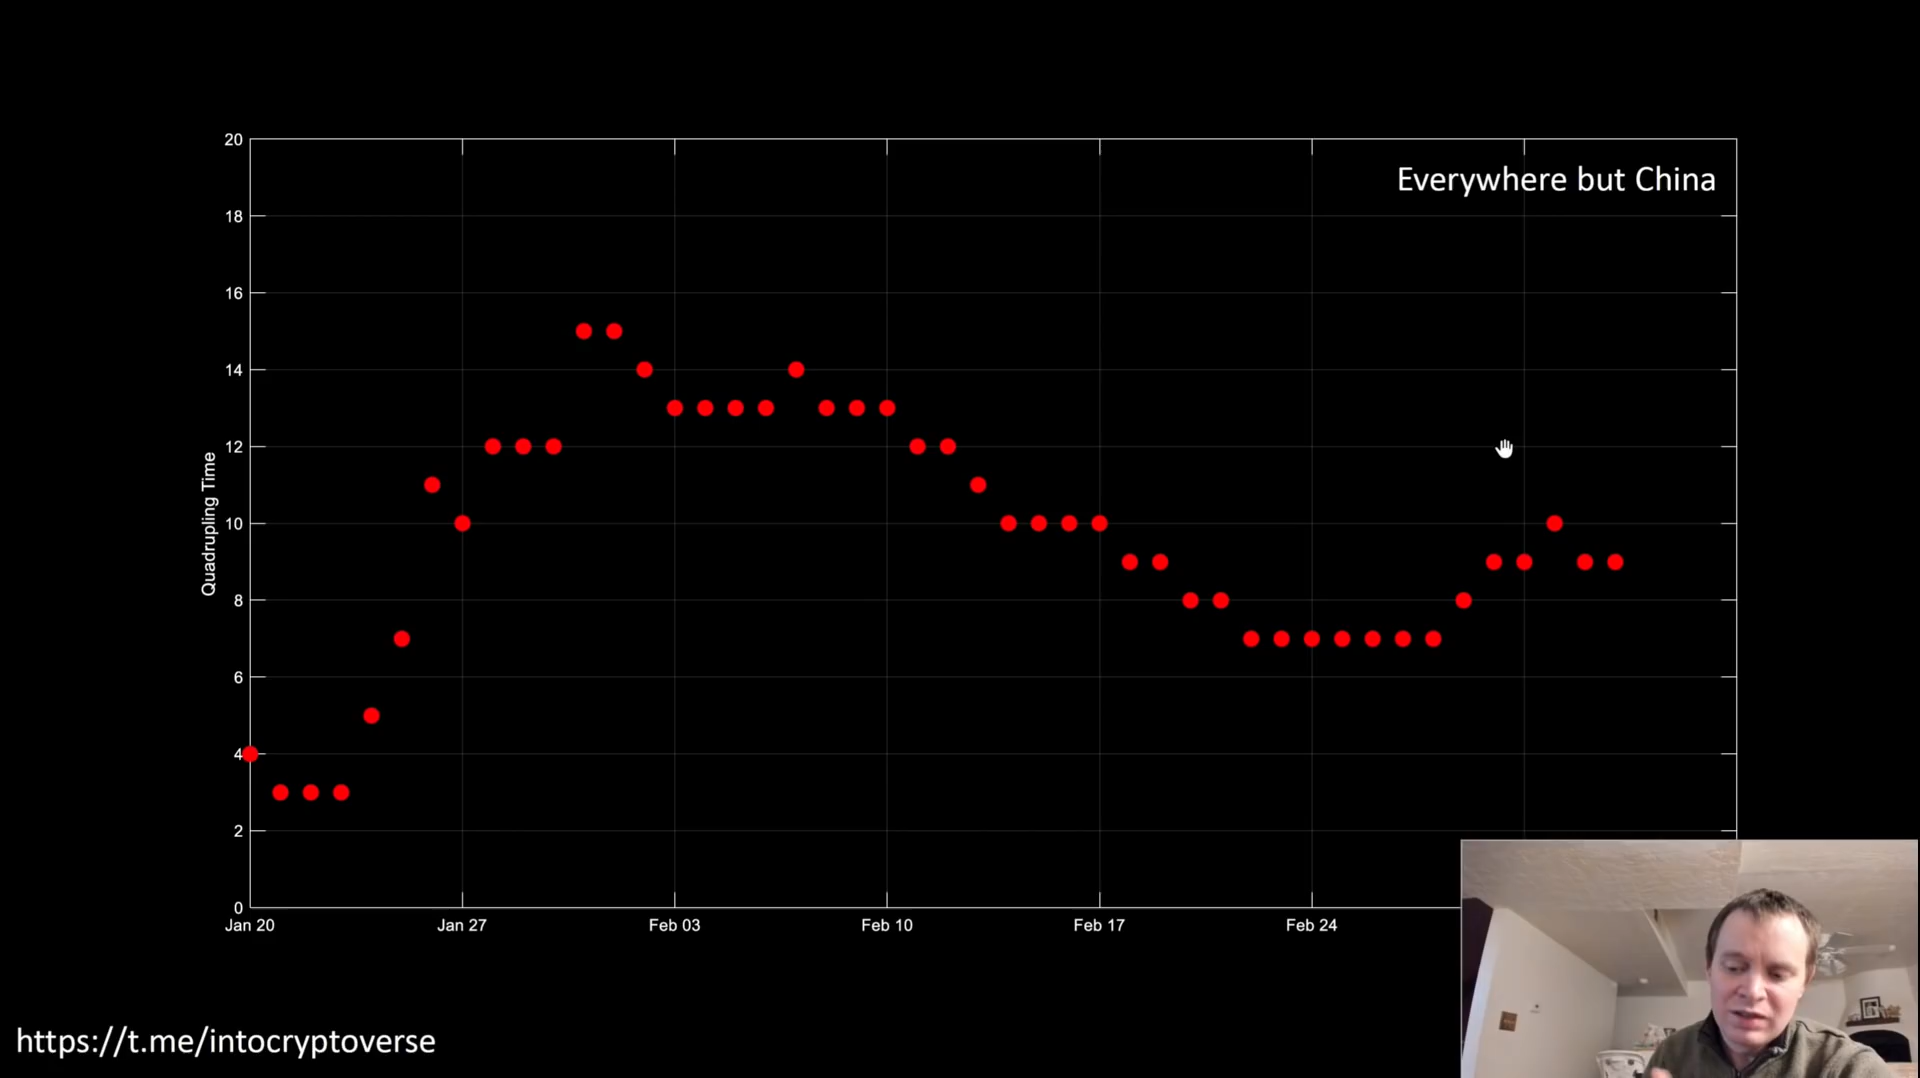 Everywhere but China
20
18
16
14
12
10
8
6
4
2
0
Quadrupling Time
Jan 20
Jan 27
Feb 03
Feb 10
Feb 17
Feb 24
https://t.me/intocryptoverse